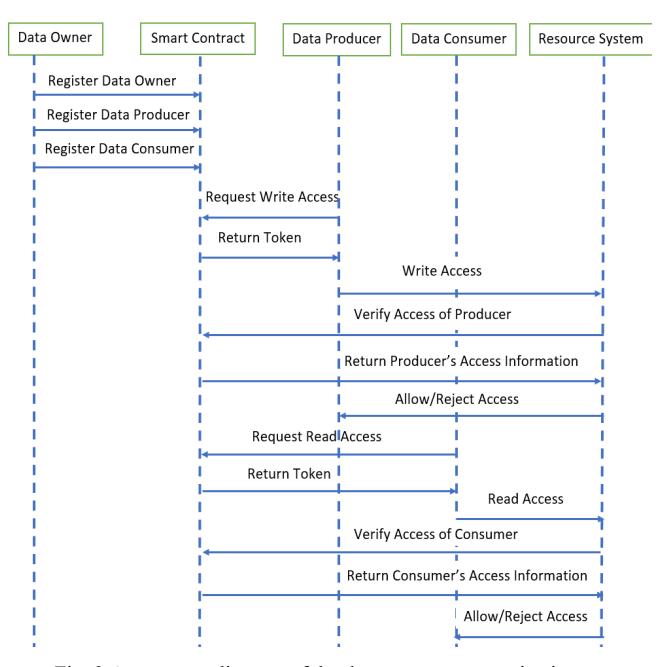 Data Owner
Smart Contract
Data Producer
Data Consumer
Resource System
Register Data Owner
Register Data Producer
Register Data Consumer
Request Write Access
Return Token
Write Access
Verify Access of Producer
Return Producer's Access Information
Allow/Reject Access
Request Read Access
Return Token
Read Access
Verify Access of Consumer
Return Consumer's Access Information
Allow/Reject Access